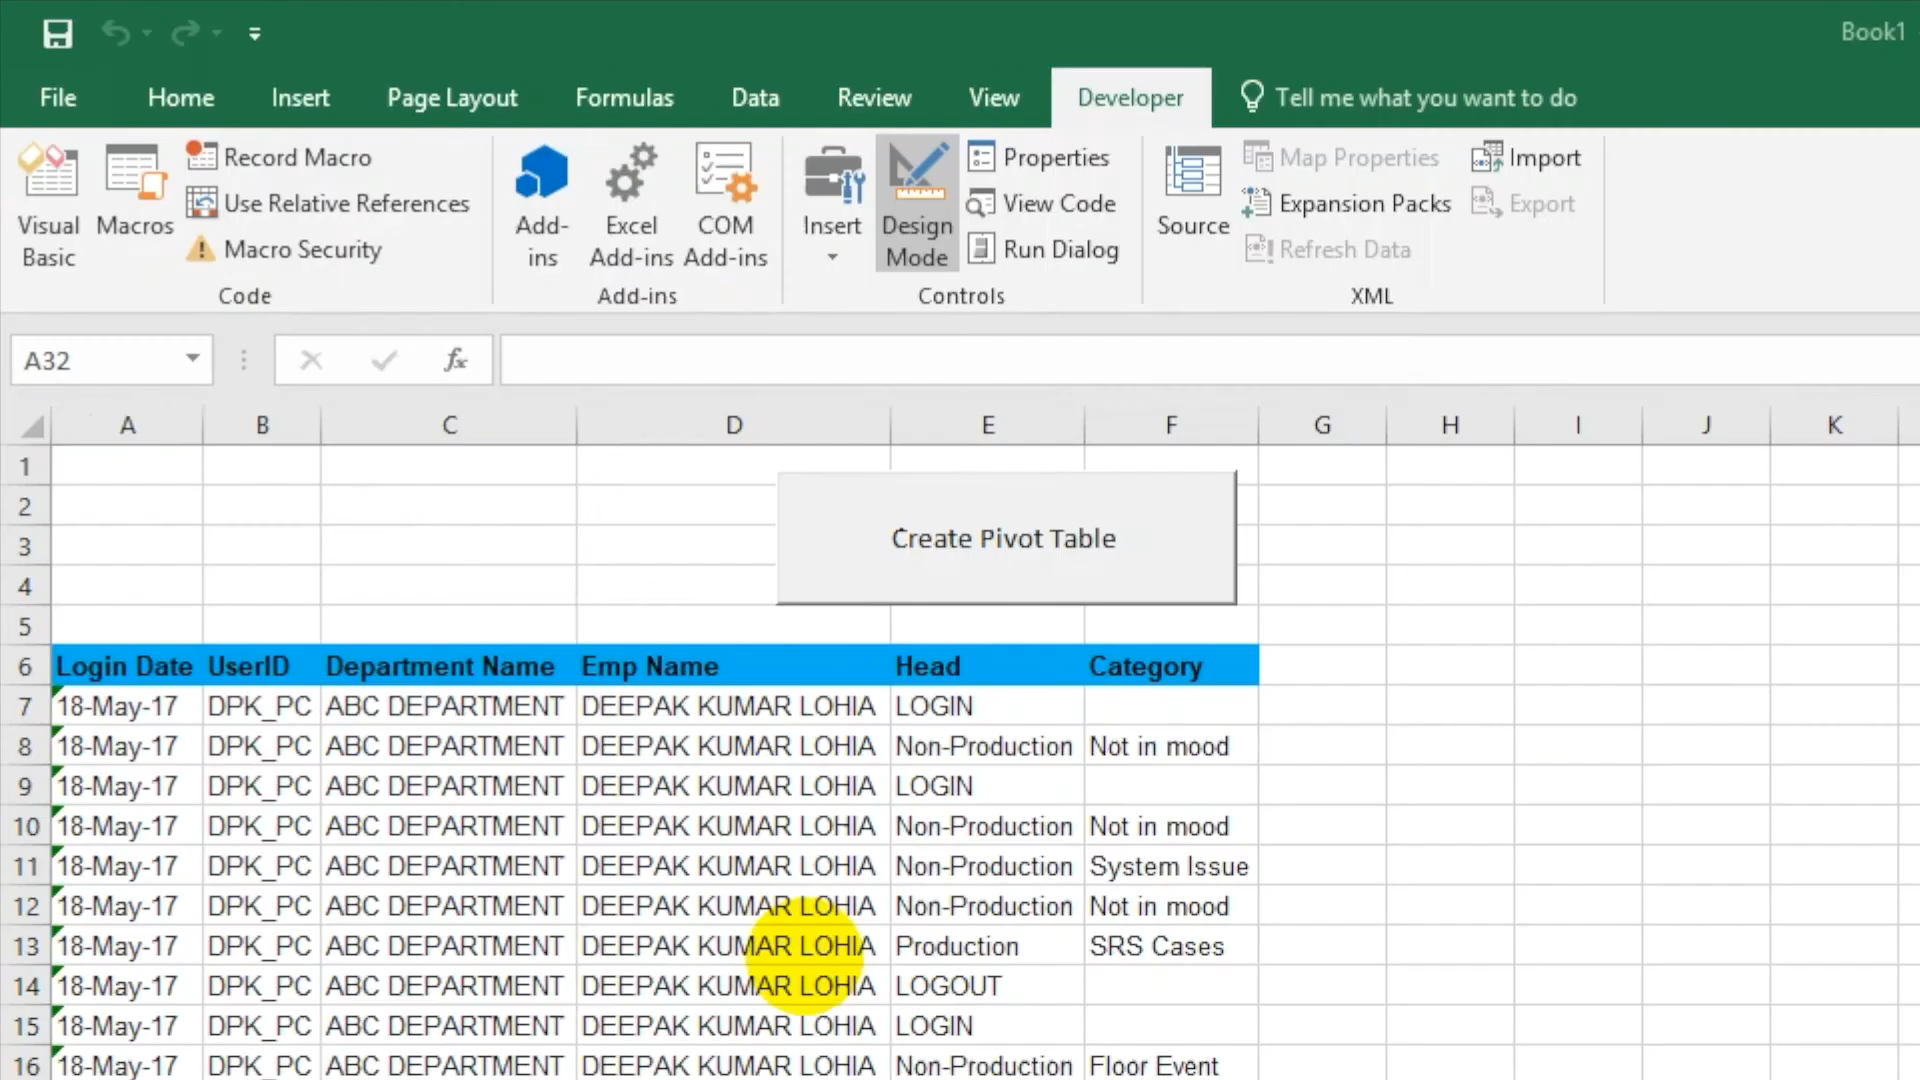 Book1
File Home Insert Page Layout Formulas Data Review View Developer Tell me what you want to do
Visual Basic
Macros
Record Macro
Use Relative References
Macro Security
Code
Add-ins
Excel Add-ins
COM Add-ins
Add-ins
Insert
Design Mode
Properties
View Code
Run Dialog
Controls
Source
Map Properties
Expansion Packs
Refresh Data
Import
Export
XML
A32 fx
A B C D E F G H I J K
1
2
3
Create Pivot Table
4
5
6 Login Date UserID Department Name Emp Name Head Category
7 18-May-17 DPK_PC ABC DEPARTMENT DEEPAK KUMAR LOHIA LOGIN
8 18-May-17 DPK_PC ABC DEPARTMENT DEEPAK KUMAR LOHIA Non-Production Not in mood
9 18-May-17 DPK_PC ABC DEPARTMENT DEEPAK KUMAR LOHIA LOGIN
10 18-May-17 DPK_PC ABC DEPARTMENT DEEPAK KUMAR LOHIA Non-Production Not in mood
11 18-May-17 DPK_PC ABC DEPARTMENT DEEPAK KUMAR LOHIA Non-Production System Issue
12 18-May-17 DPK_PC ABC DEPARTMENT DEEPAK KUMAR LOHIA Non-Production Not in mood
13 18-May-17 DPK_PC ABC DEPARTMENT DEEPAK KUMAR LOHIA Production SRS Cases
14 18-May-17 DPK_PC ABC DEPARTMENT DEEPAK KUMAR LOHIA LOGOUT
15 18-May-17 DPK_PC ABC DEPARTMENT DEEPAK KUMAR LOHIA LOGIN
16 18-May-17 DPK_PC ABC DEPARTMENT DEEPAK KUMAR LOHIA Non-Production Floor Event